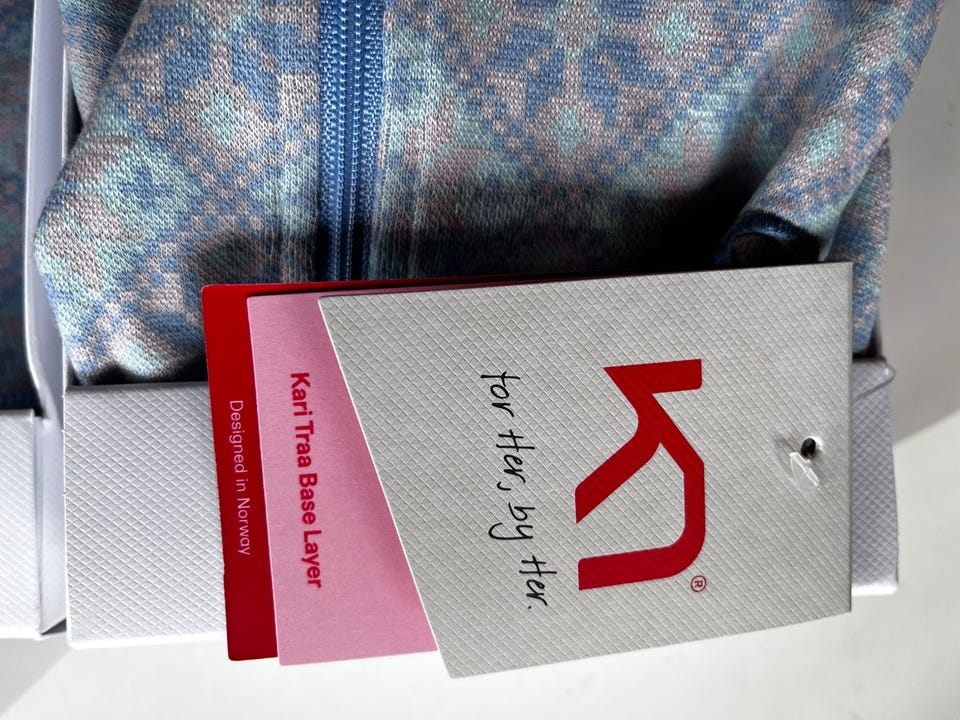 ®
for Her, by Her.
Kari Traa Base Layer
Designed in Norway